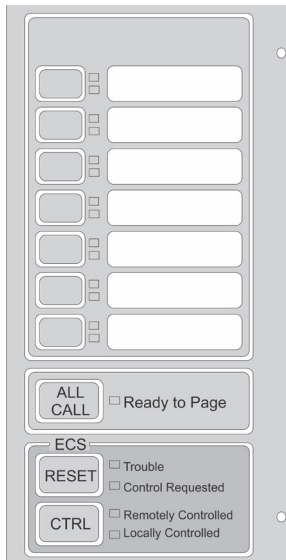 ALL
CALL
Ready to Page
ECS
RESET
Trouble
Control Requested
CTRL
Remotely Controlled
Locally Controlled